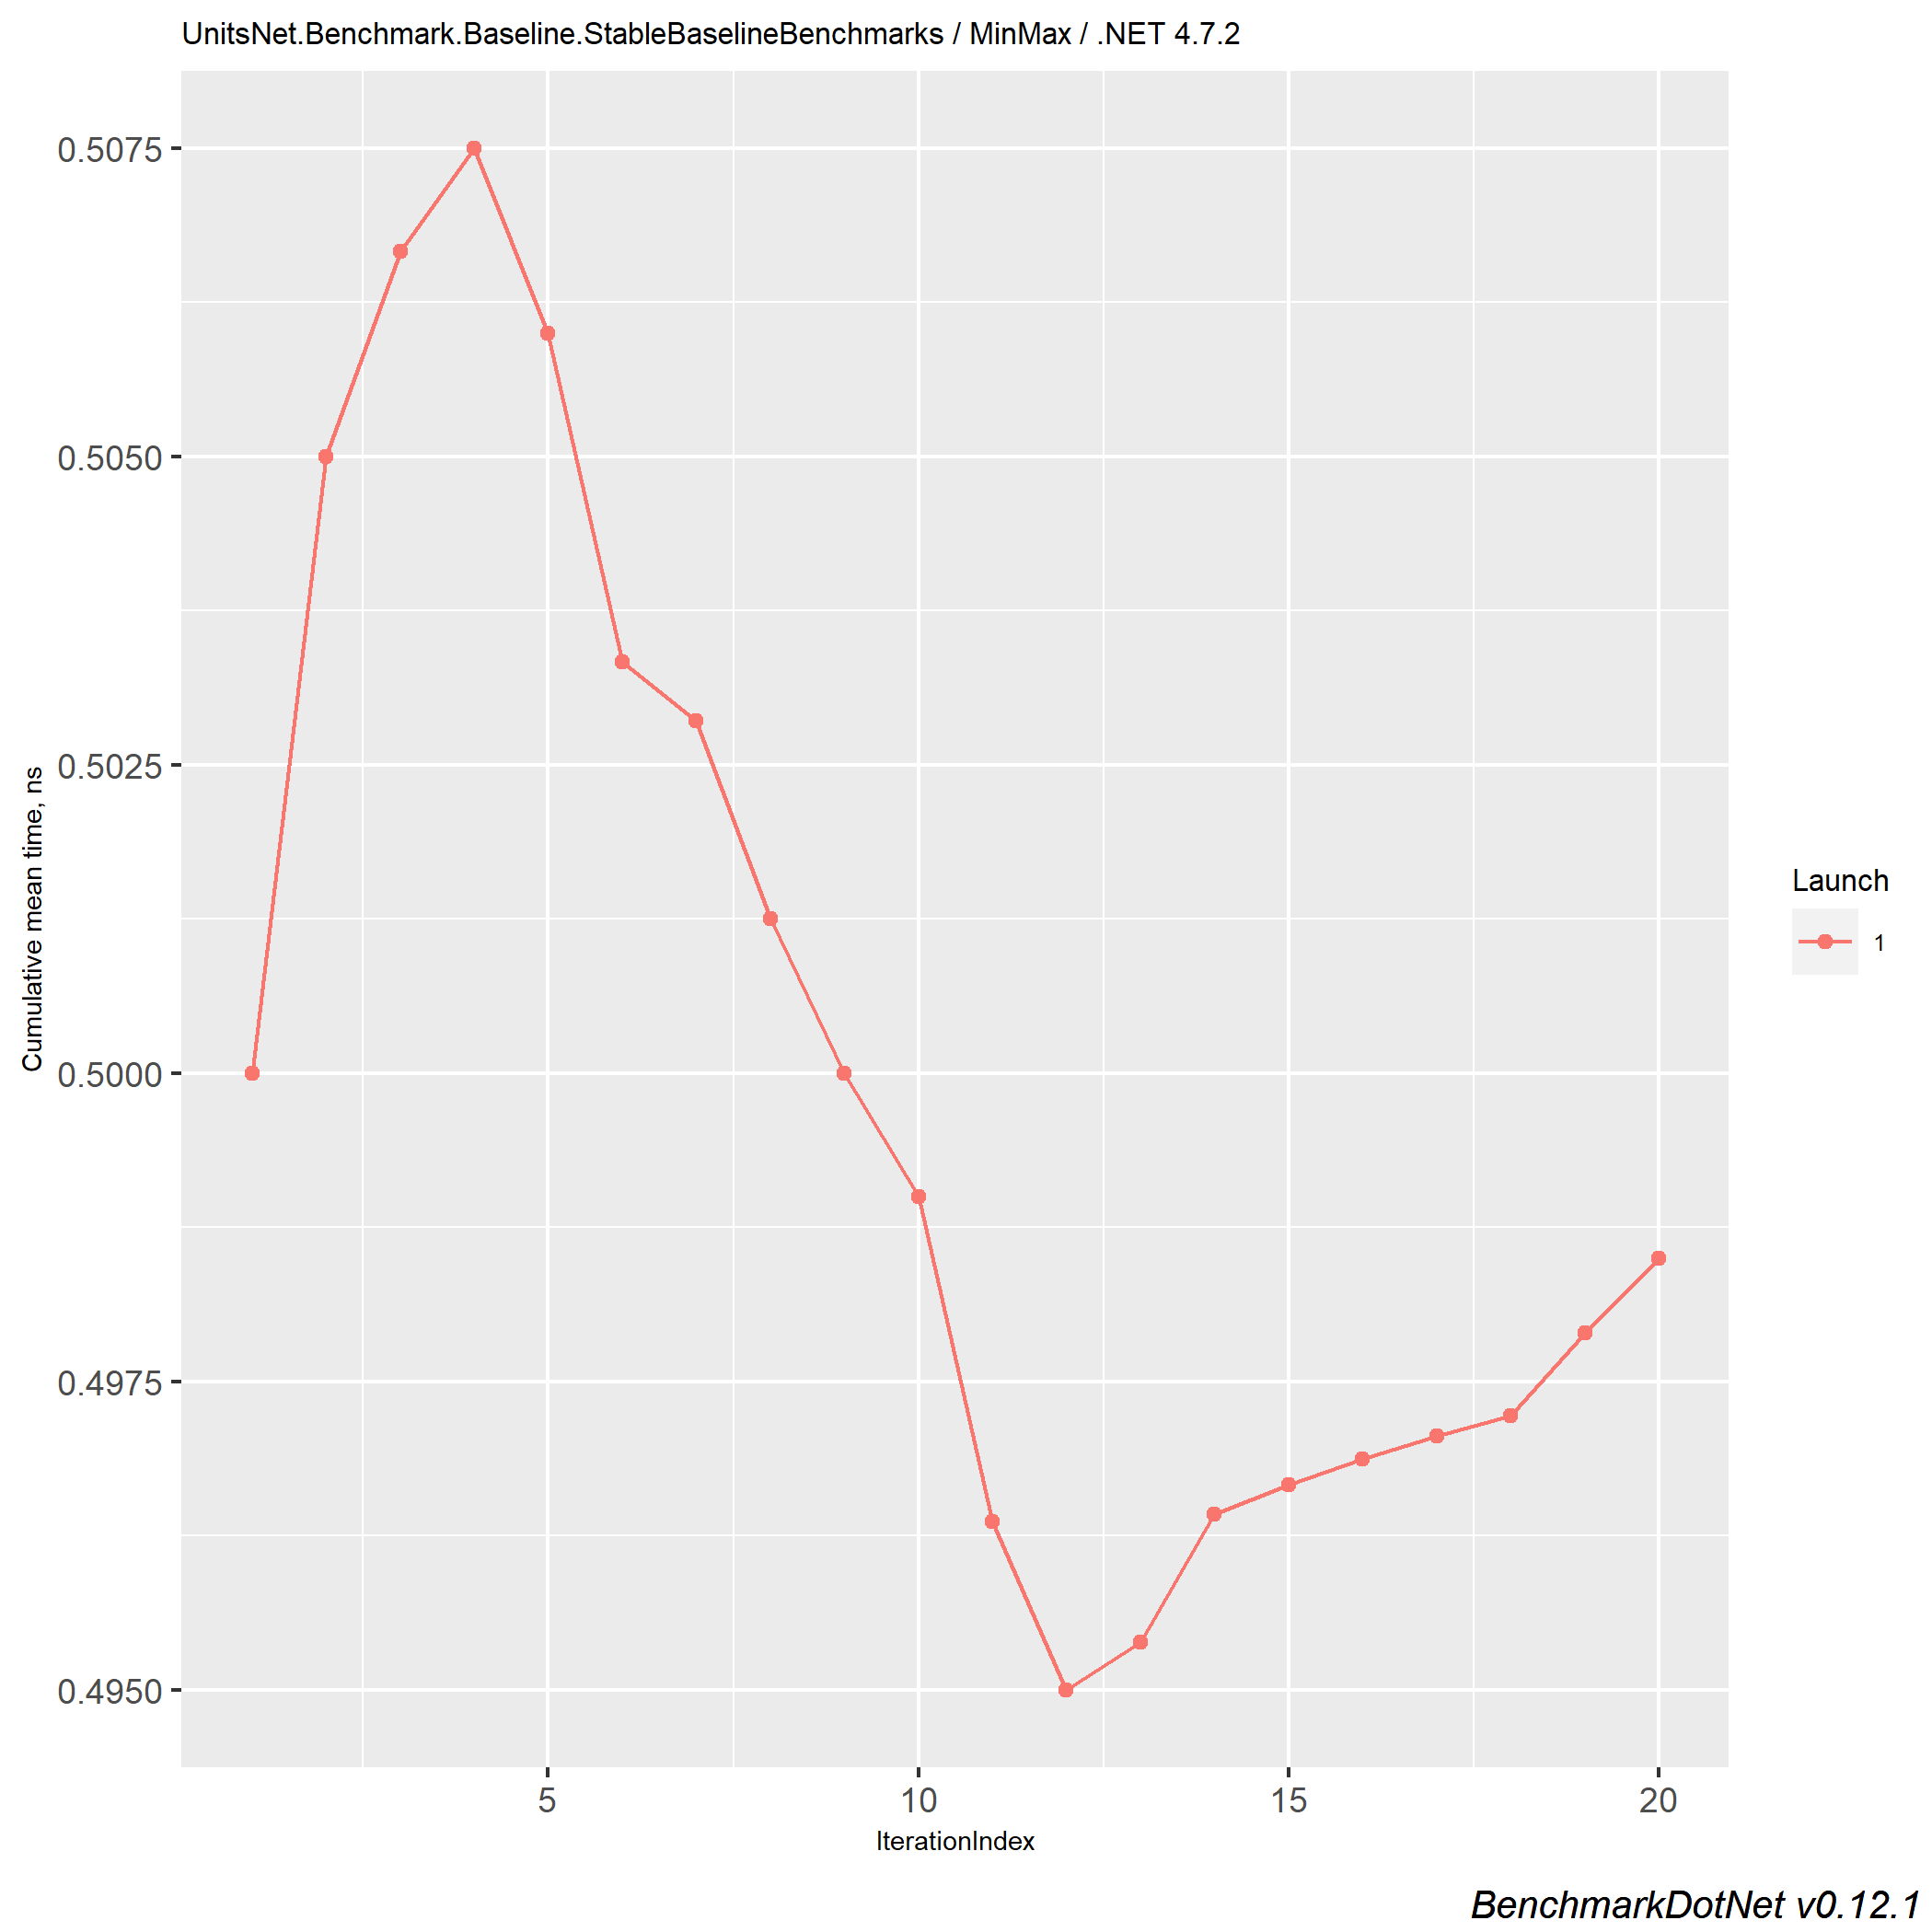 UnitsNet.Benchmark.Baseline.StableBaselineBenchmarks / MinMax / .NET 4.7.2
0.5075
0.5050
0.5025
0.5000
0.4975
0.4950
Cumulative mean time, ns
5 10 15 20
IterationIndex
Launch
1
BenchmarkDotNet v0.12.1